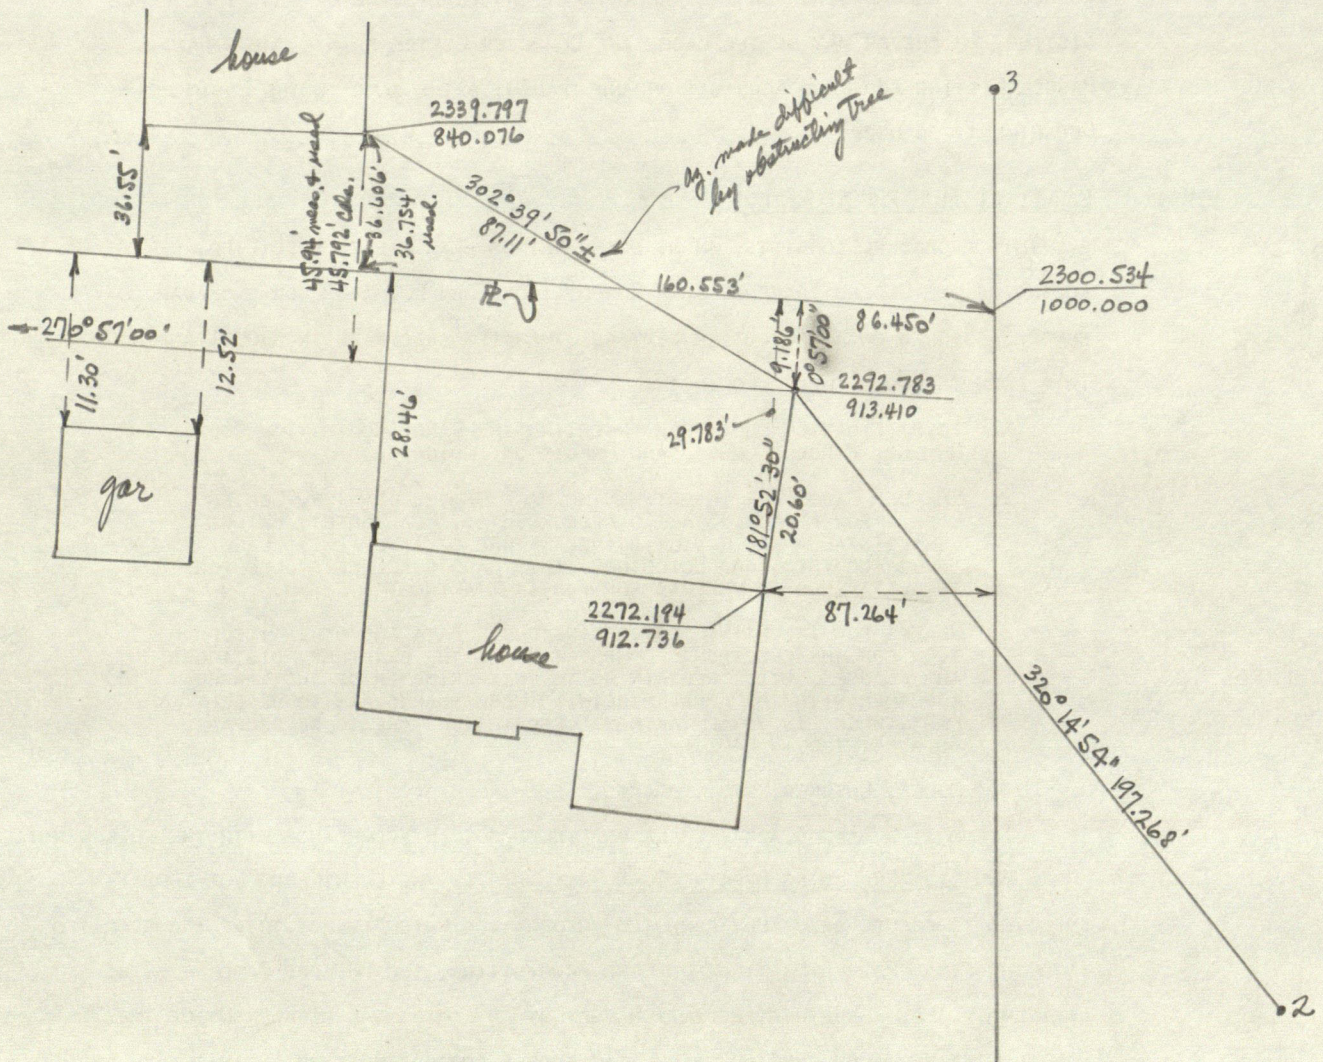 house
3
2339.797
840.076
az. made difficult
by obstructing tree
36.55'
45.94' meas. & used
45.792' calc.
36.606'
36.754'
used.
302° 39' 50" ±
87.11'
160.553'
2300.534
1000.000
PL
86.450'
270° 57' 00"
9.186'
0° 57' 00"
11.30'
12.52'
2292.783
913.410
28.46'
29.783'
gar
181° 52' 30"
20.60'
2272.194
912.736
87.264'
house
320° 14' 54" 197.268'
2